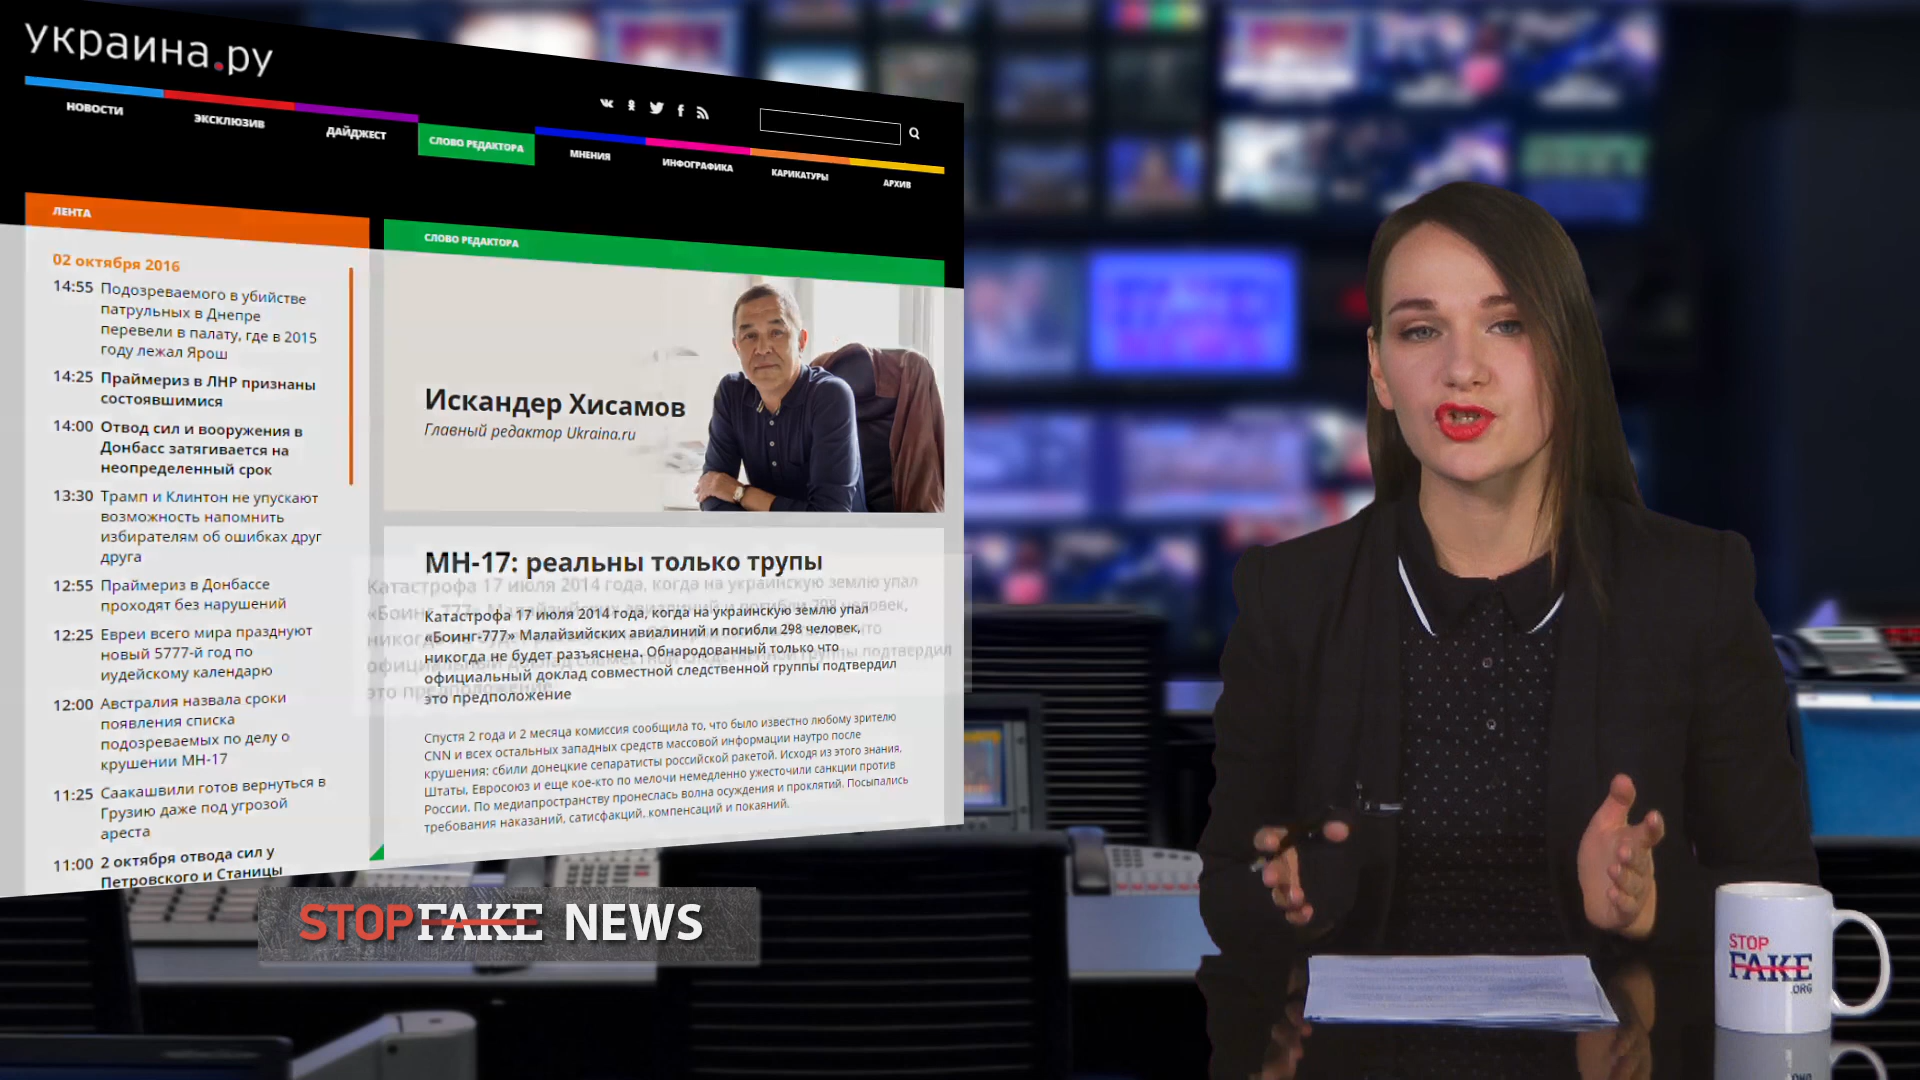 украина.ру
НОВОСТИ
ЭКСКЛЮЗИВ
ДАЙДЖЕСТ
СЛОВО РЕДАКТОРА
МНЕНИЯ
ИНФОГРАФИКА
КАРИКАТУРЫ
АРХИВ
ЛЕНТА
02 октября 2016
14:55 Подозреваемого в убийстве
патрульных в Днепре
перевели в палату, где в 2015
году лежал Ярош
14:25 Праймериз в ЛНР признаны
состоявшимися
14:00 Отвод сил и вооружения в
Донбасс затягивается на
неопределенный срок
13:30 Трамп и Клинтон не упускают
возможность напомнить
избирателям об ошибках друг
друга
12:55 Праймериз в Донбассе
проходят без нарушений
12:25 Евреи всего мира празднуют
новый 5777-й год по
иудейскому календарю
12:00 Австралия назвала сроки
появления списка
подозреваемых по делу о
крушении МН-17
11:25 Саакашвили готов вернуться в
Грузию даже под угрозой
ареста
11:00 2 октября отвода сил у
Петровского и Станицы
СЛОВО РЕДАКТОРА
Искандер Хисамов
Главный редактор Ukraina.ru
МН-17: реальны только трупы
Катастрофа 17 июля 2014 года, когда на украинскую землю упал
«Боинг-777» Малайзийских авиалиний и погибли 298 человек,
никогда не будет разъяснена. Обнародованный только что
официальный доклад совместной следственной группы подтвердил
это предположение
Спустя 2 года и 2 месяца комиссия сообщила то, что было известно любому зрителю
CNN и всех остальных западных средств массовой информации наутро после
крушения: сбили донецкие сепаратисты российской ракетой. Исходя из этого знания,
Штаты, Евросоюз и еще кое-кто по мелочи немедленно ужесточили санкции против
России. По медиапространству пронеслась волна осуждения и проклятий. Посыпались
требования наказаний, сатисфакций, компенсаций и покаяний.
STOPFAKE NEWS
STOP
FAKE
.ORG